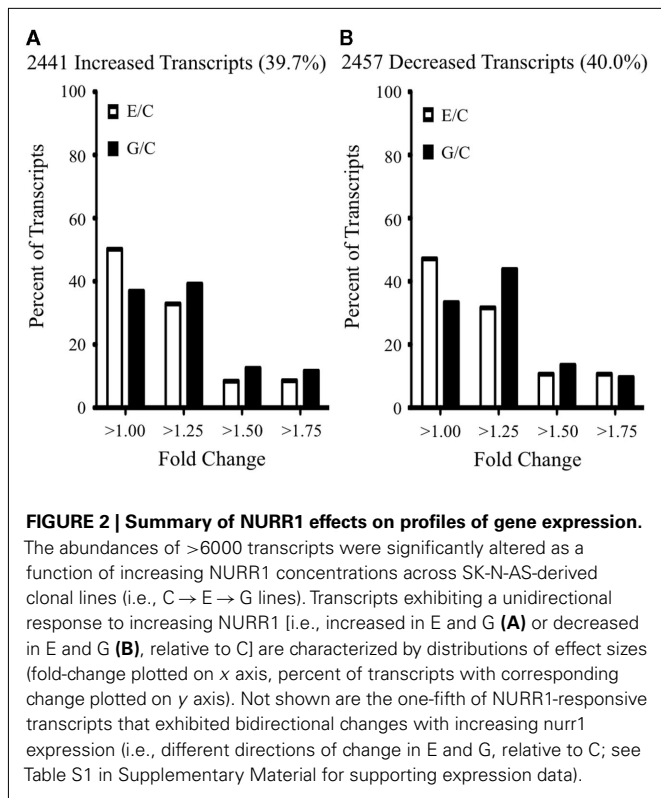 A
2441 Increased Transcripts (39.7%)
100
80
60
40
20
0
Percent of Transcripts
E/C
G/C
>1.00 >1.25 >1.50 >1.75
Fold Change
B
2457 Decreased Transcripts (40.0%)
100
80
60
40
20
0
Percent of Transcripts
E/C
G/C
>1.00 >1.25 >1.50 >1.75
Fold Change
FIGURE 2 | Summary of NURR1 effects on profiles of gene expression.
The abundances of >6000 transcripts were significantly altered as a
function of increasing NURR1 concentrations across SK-N-AS-derived
clonal lines (i.e., C → E → G lines). Transcripts exhibiting a unidirectional
response to increasing NURR1 [i.e., increased in E and G (A) or decreased
in E and G (B), relative to C] are characterized by distributions of effect sizes
(fold-change plotted on x axis, percent of transcripts with corresponding
change plotted on y axis). Not shown are the one-fifth of NURR1-responsive
transcripts that exhibited bidirectional changes with increasing nurr1
expression (i.e., different directions of change in E and G, relative to C; see
Table S1 in Supplementary Material for supporting expression data).